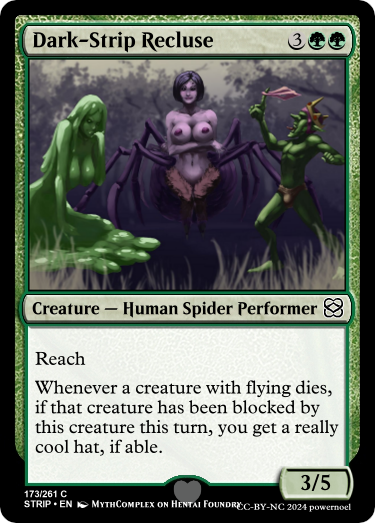 Dark-Strip Recluse 3
Creature — Human Spider Performer
Reach
Whenever a creature with flying dies,
if that creature has been blocked by
this creature this turn, you get a really
cool hat, if able.
3/5
173/261 C
STRIP • EN MythComplex on Hentai Foundry
CC-BY-NC 2024 powernoel